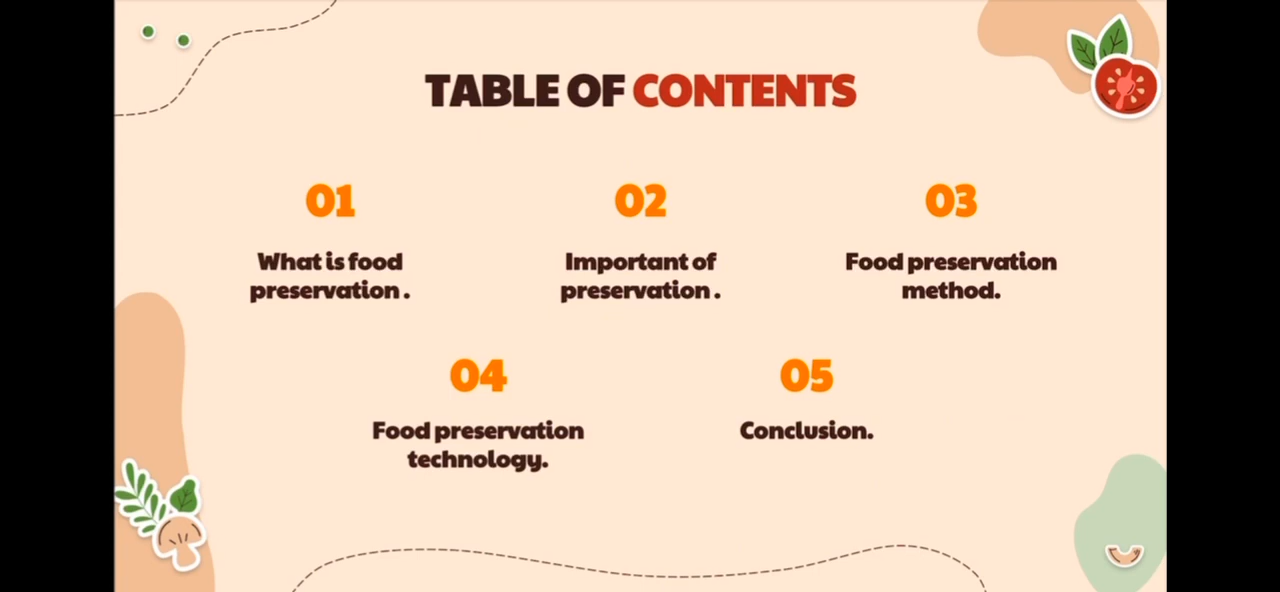 TABLE OF CONTENTS
01
What is food
preservation .
02
Important of
preservation .
03
Food preservation
method.
04
Food preservation
technology.
05
Conclusion.